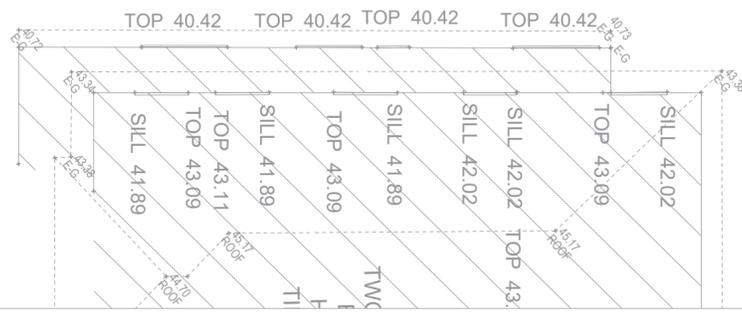 TOP 40.42
TOP 40.42
TOP 40.42
TOP 40.42
40.72
E-G
40.73
E-G
E-G
43.34
E-G
43.38
E-G
SILL 41.89
TOP 43.09
TOP 43.11
SILL 41.89
TOP 43.09
SILL 41.89
SILL 42.02
SILL 42.02
TOP 43.09
SILL 42.02
43.38
E-G
45.17
ROOF
45.17
ROOF
44.70
ROOF
TOP 43.